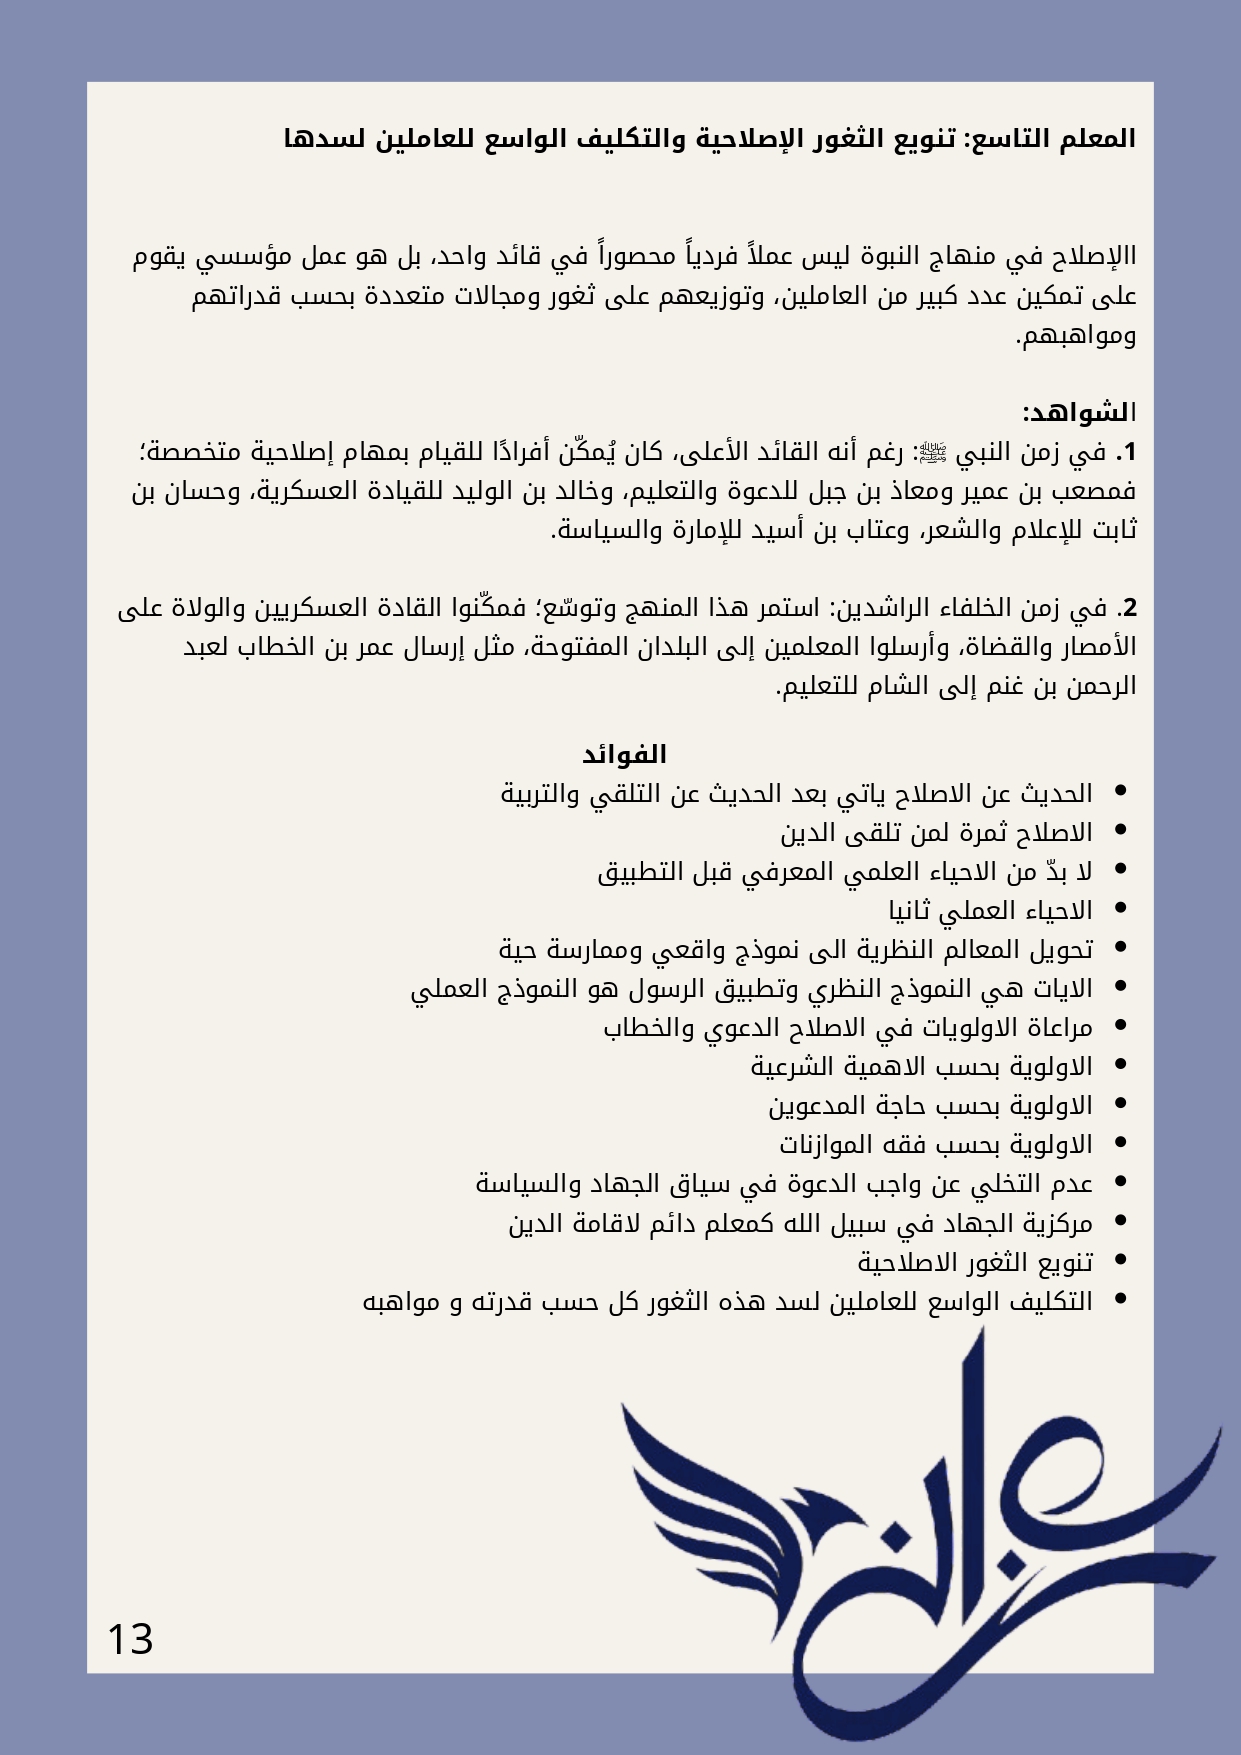 المعلم التاسع: تنويع الثغور الإصلاحية والتكليف الواسع للعاملين لسدها
االإصلاح في منهاج النبوة ليس عملاً فردياً محصوراً في قائد واحد، بل هو عمل مؤسسي يقوم
على تمكين عدد كبير من العاملين، وتوزيعهم على ثغور ومجالات متعددة بحسب قدراتهم
ومواهبهم.
الشواهد:
1. في زمن النبي ﷺ: رغم أنه القائد الأعلى، كان يُمكّن أفرادًا للقيام بمهام إصلاحية متخصصة؛
فمصعب بن عمير ومعاذ بن جبل للدعوة والتعليم، وخالد بن الوليد للقيادة العسكرية، وحسان بن
ثابت للإعلام والشعر، وعتاب بن أسيد للإمارة والسياسة.
2. في زمن الخلفاء الراشدين: استمر هذا المنهج وتوسّع؛ فمكّنوا القادة العسكريين والولاة على
الأمصار والقضاة، وأرسلوا المعلمين إلى البلدان المفتوحة، مثل إرسال عمر بن الخطاب لعبد
الرحمن بن غنم إلى الشام للتعليم.
الفوائد
• الحديث عن الاصلاح ياتي بعد الحديث عن التلقي والتربية
• الاصلاح ثمرة لمن تلقى الدين
• لا بدّ من الاحياء العلمي المعرفي قبل التطبيق
• الاحياء العملي ثانيا
• تحويل المعالم النظرية الى نموذج واقعي وممارسة حية
• الايات هي النموذج النظري وتطبيق الرسول هو النموذج العملي
• مراعاة الاولويات في الاصلاح الدعوي والخطاب
• الاولوية بحسب الاهمية الشرعية
• الاولوية بحسب حاجة المدعوين
• الاولوية بحسب فقه الموازنات
• عدم التخلي عن واجب الدعوة في سياق الجهاد والسياسة
• مركزية الجهاد في سبيل الله كمعلم دائم لاقامة الدين
• تنويع الثغور الاصلاحية
• التكليف الواسع للعاملين لسد هذه الثغور كل حسب قدرته و مواهبه
13